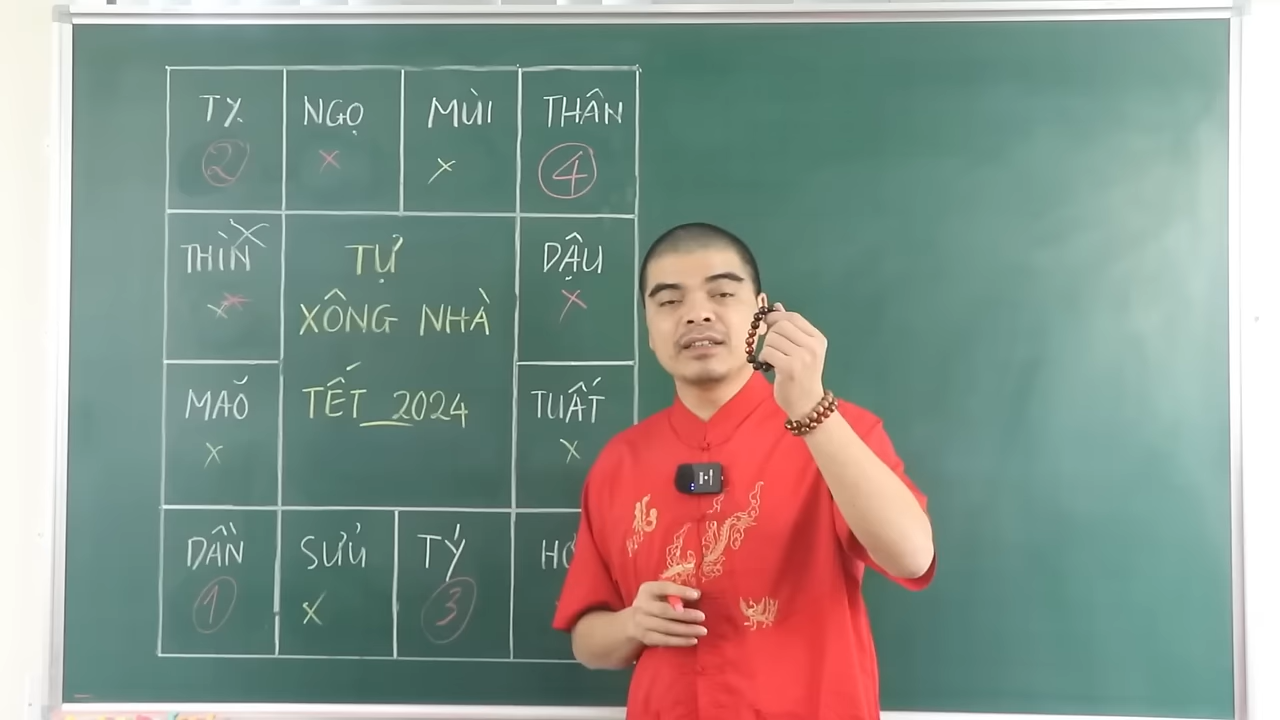 TỴ
NGỌ
MÙI
THÂN
2
x
x
4
THÌN
TỰ
DẬU
x
XÔNG NHÀ
x
MAÕ
TẾT 2024
TUẤT
x
x
DẦN
SỬU
TÝ
1
x
3